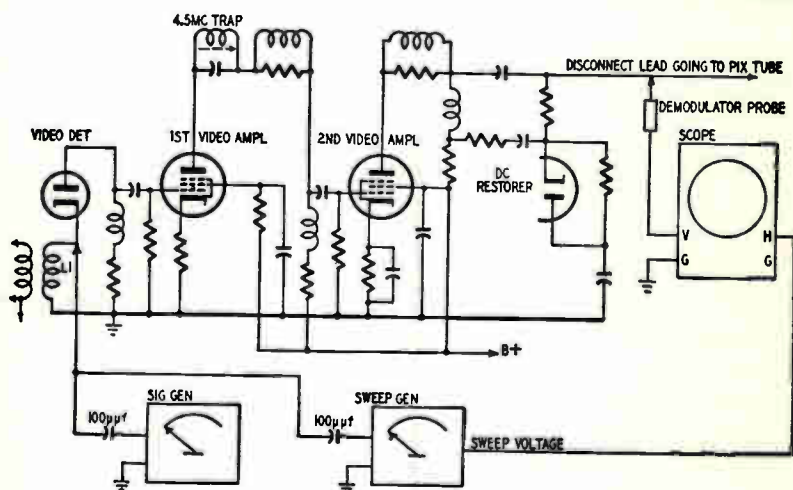 4.5MC TRAP
DISCONNECT LEAD GOING TO PIX TUBE
DEMODULATOR PROBE
VIDEO DET
1ST VIDEO AMPL
2ND VIDEO AMPL
SCOPE
DC
RESTORER
V
H
G
G
L1
B+
SIG GEN
SWEEP GEN
100μμf
100μμf
SWEEP VOLTAGE